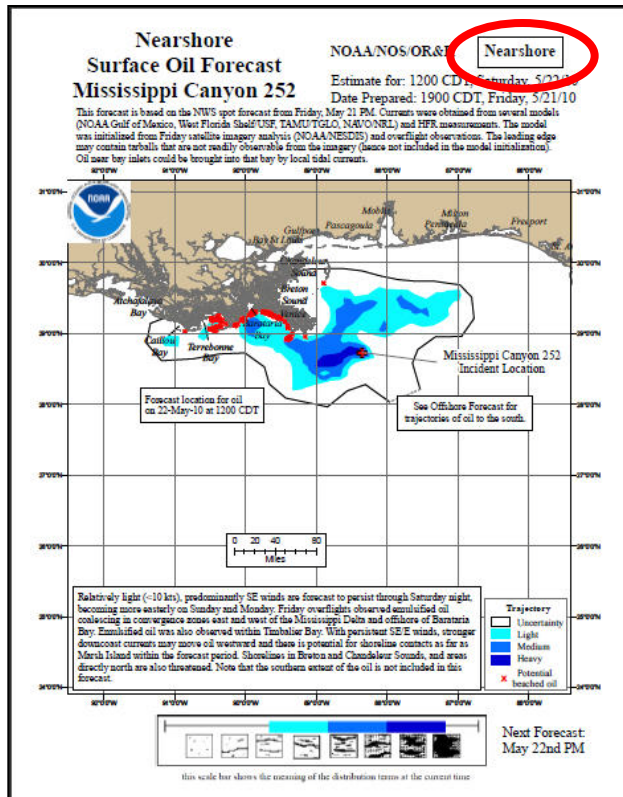 Nearshore
Surface Oil Forecast
Mississippi Canyon 252
NOAA/NOS/OR&R
Nearshore
Estimate for: 1200 CDT, Saturday, 5/22/10
Date Prepared: 1900 CDT, Friday, 5/21/10
This forecast is based on the NWS spot forecast from Friday, May 21 PM. Currents were obtained from several models
(NOAA Gulf of Mexico, West Florida Shelf/USF, TAMU/TGLO, NAVO/NRL) and HFR measurements. The model
was initialized from Friday satellite imagery analysis (NOAA/NESDIS) and overflight observations. The leading edge
may contain tarballs that are not readily observable from the imagery (hence not included in the model initialization).
Oil near bay inlets could be brought into that bay by local tidal currents.
NOAA
Mobile
Pascagoula
Gulfport
Bay St Louis
Milton
Pensacola
Freeport
Chandeleur
Sound
Breton
Sound
Venice
Atchafalaya
Bay
Barataria
Bay
Caillou
Bay
Terrebonne
Bay
Mississippi Canyon 252
Incident Location
Forecast location for oil
on 22-May-10 at 1200 CDT
See Offshore Forecast for
trajectories of oil to the south.
0 20 40 80
Miles
Relatively light (<10 kts), predominantly SE winds are forecast to persist through Saturday night,
becoming more easterly on Sunday and Monday. Friday overflights observed emulsified oil
coalescing in convergence zones east and west of the Mississippi Delta and offshore of Barataria
Bay. Emulsified oil was also observed within Timbalier Bay. With persistent SE/E winds, stronger
downcoast currents may move oil westward and there is potential for shoreline contacts as far as
Marsh Island within the forecast period. Shorelines in Breton and Chandeleur Sounds, and areas
directly north are also threatened. Note that the southern extent of the oil is not included in this
forecast.
Trajectory
Uncertainty
Light
Medium
Heavy
Potential
beached oil
Next Forecast:
May 22nd PM
this scale bar shows the meaning of the distribution terms at the current time